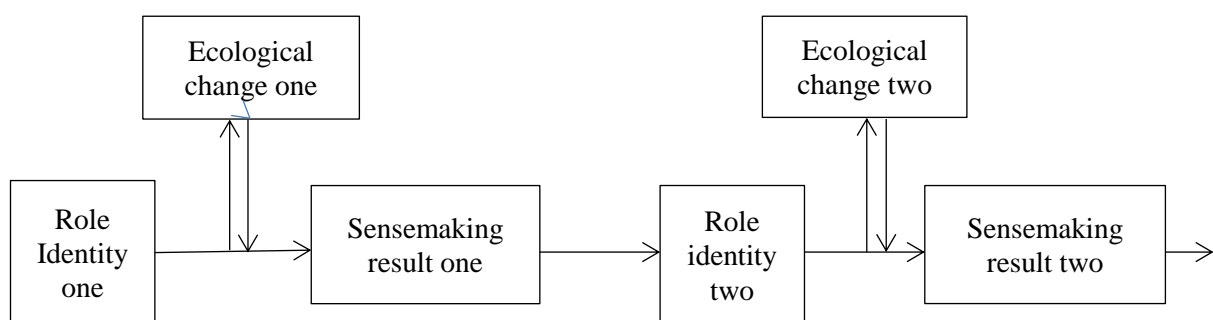 Ecological
change one
Ecological
change two
Role
Identity
one
Sensemaking
result one
Role
identity
two
Sensemaking
result two